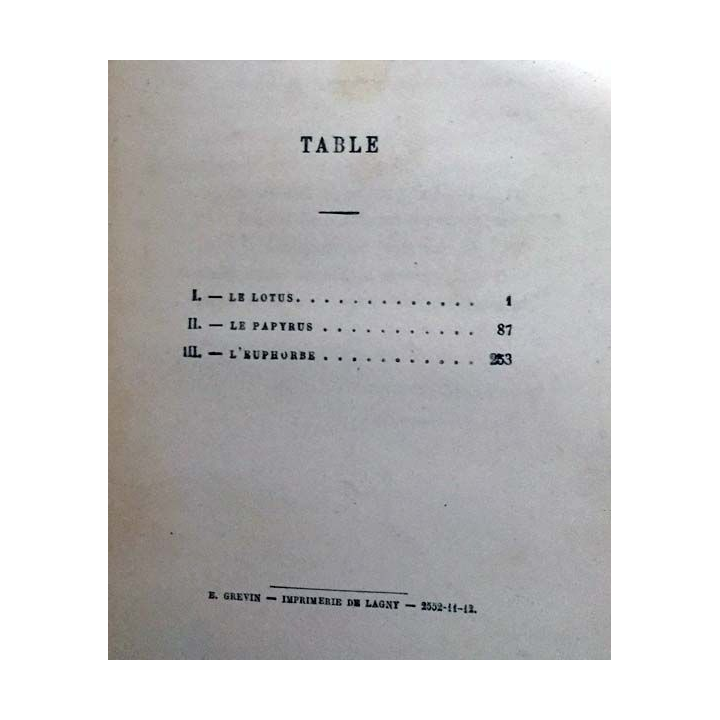 TABLE
I. — LE LOTUS. . . . . . . . . . . . . . 1
II. — LE PAPYRUS . . . . . . . . . . . . 87
III. — L'EUPHORBE . . . . . . . . . . . . 253
E. GREVIN — IMPRIMERIE DE LAGNY — 2552-11-12.